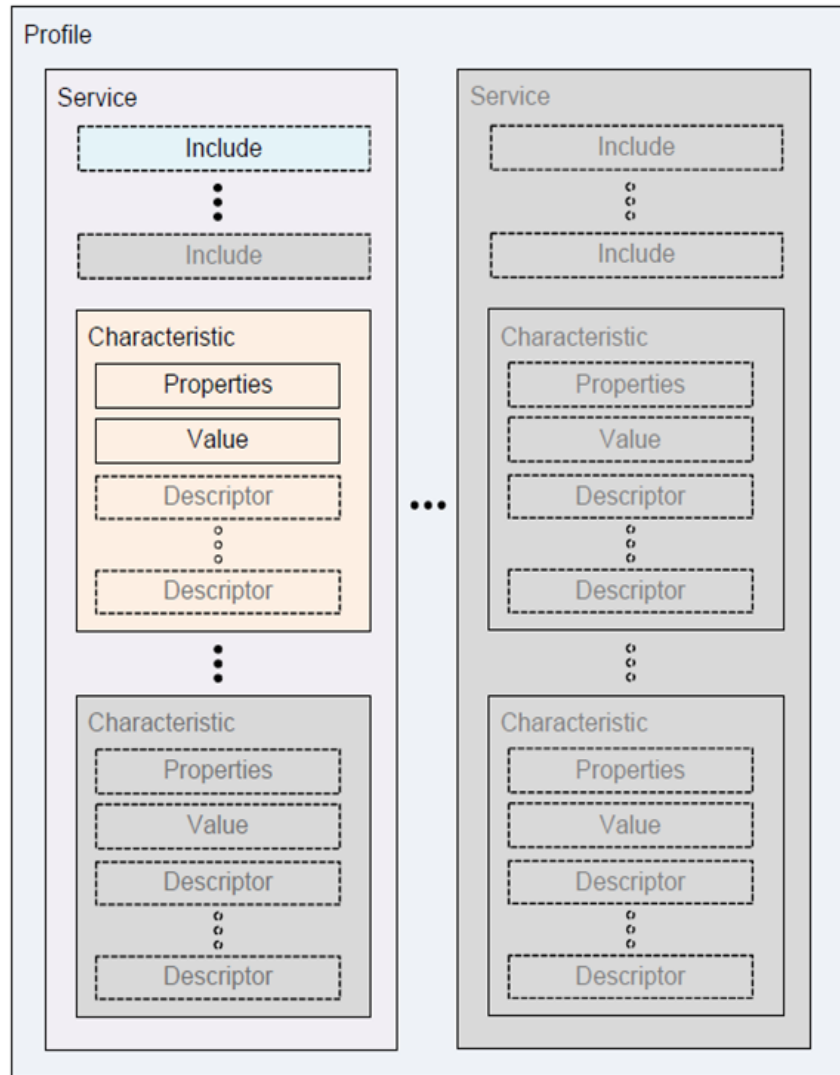 Profile
Service
Include
Include
Characteristic
Properties
Value
Descriptor
Descriptor
Characteristic
Properties
Value
Descriptor
Descriptor
Service
Include
Include
Characteristic
Properties
Value
Descriptor
Descriptor
Characteristic
Properties
Value
Descriptor
Descriptor